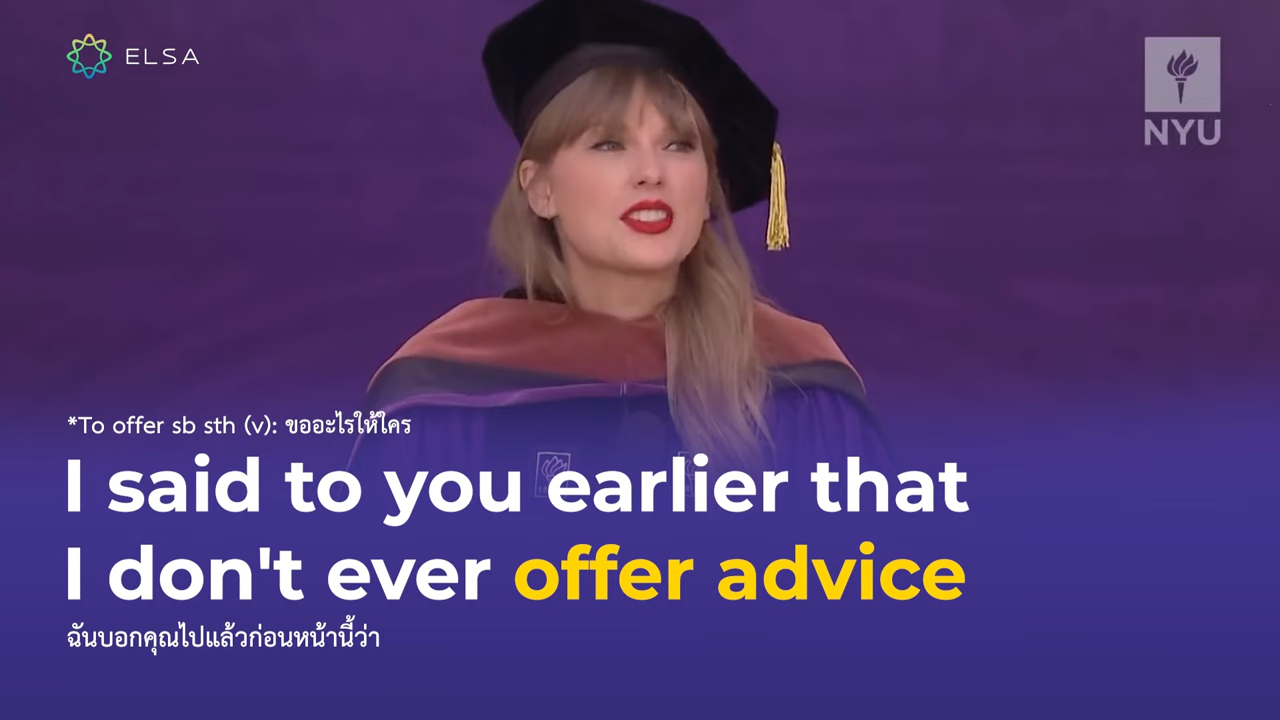 ELSA
NYU
*To offer sb sth (v): ขออะไรให้ใคร
I said to you earlier that
I don't ever offer advice
ฉันบอกคุณไปแล้วก่อนหน้านี้ว่า